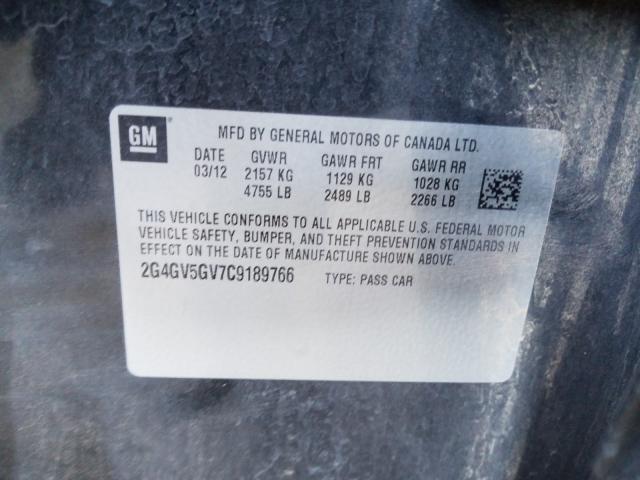 GM
MFD BY GENERAL MOTORS OF CANADA LTD.
DATE GVWR GAWR FRT GAWR RR
03/12 2157 KG 1129 KG 1028 KG
4755 LB 2489 LB 2266 LB
THIS VEHICLE CONFORMS TO ALL APPLICABLE U.S. FEDERAL MOTOR
VEHICLE SAFETY, BUMPER, AND THEFT PREVENTION STANDARDS IN
EFFECT ON THE DATE OF MANUFACTURE SHOWN ABOVE.
2G4GV5GV7C9189766 TYPE: PASS CAR